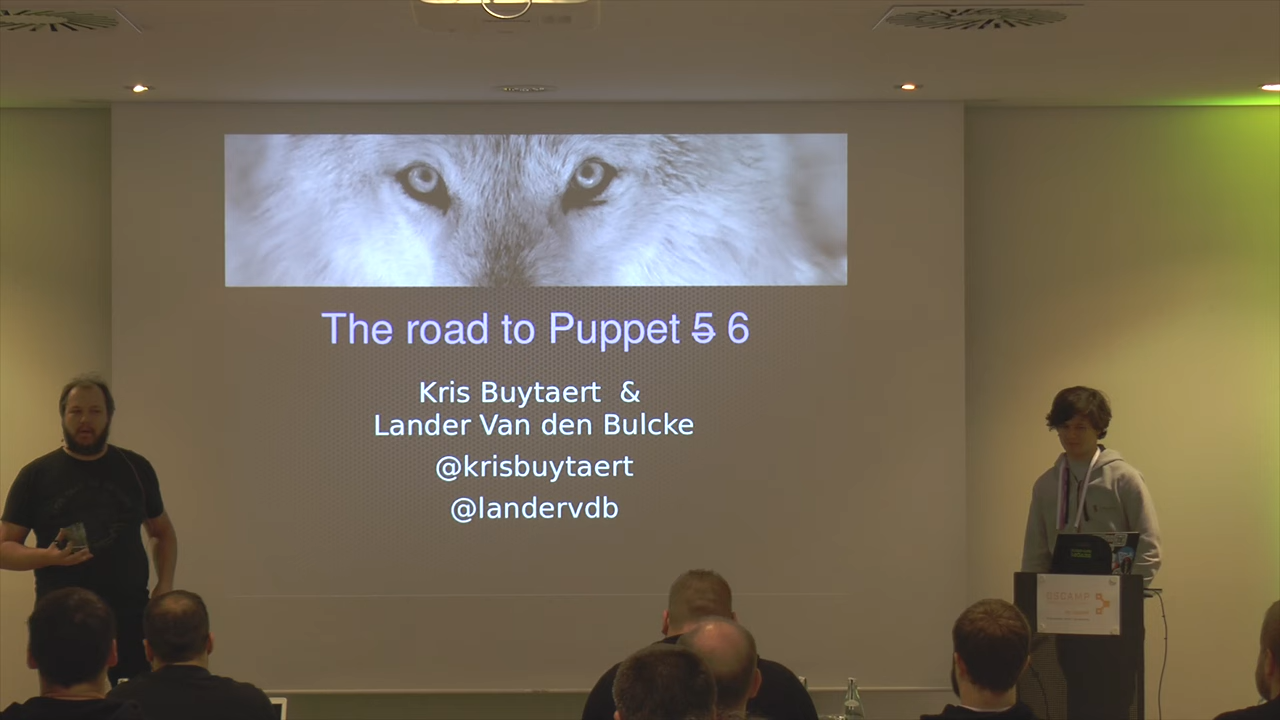 The road to Puppet 5 6
Kris Buytaert &
Lander Van den Bulcke
@krisbuytaert
@landervdb
OSCAMP